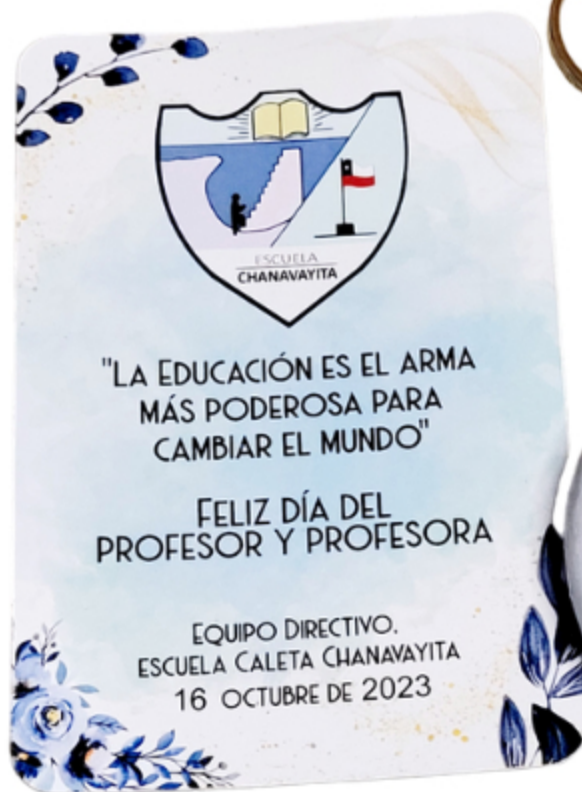 ESCUELA
CHANAVAYITA
"LA EDUCACIÓN ES EL ARMA
MÁS PODEROSA PARA
CAMBIAR EL MUNDO"
FELIZ DÍA DEL
PROFESOR Y PROFESORA
EQUIPO DIRECTIVO.
ESCUELA CALETA CHANAVAYITA
16 OCTUBRE DE 2023